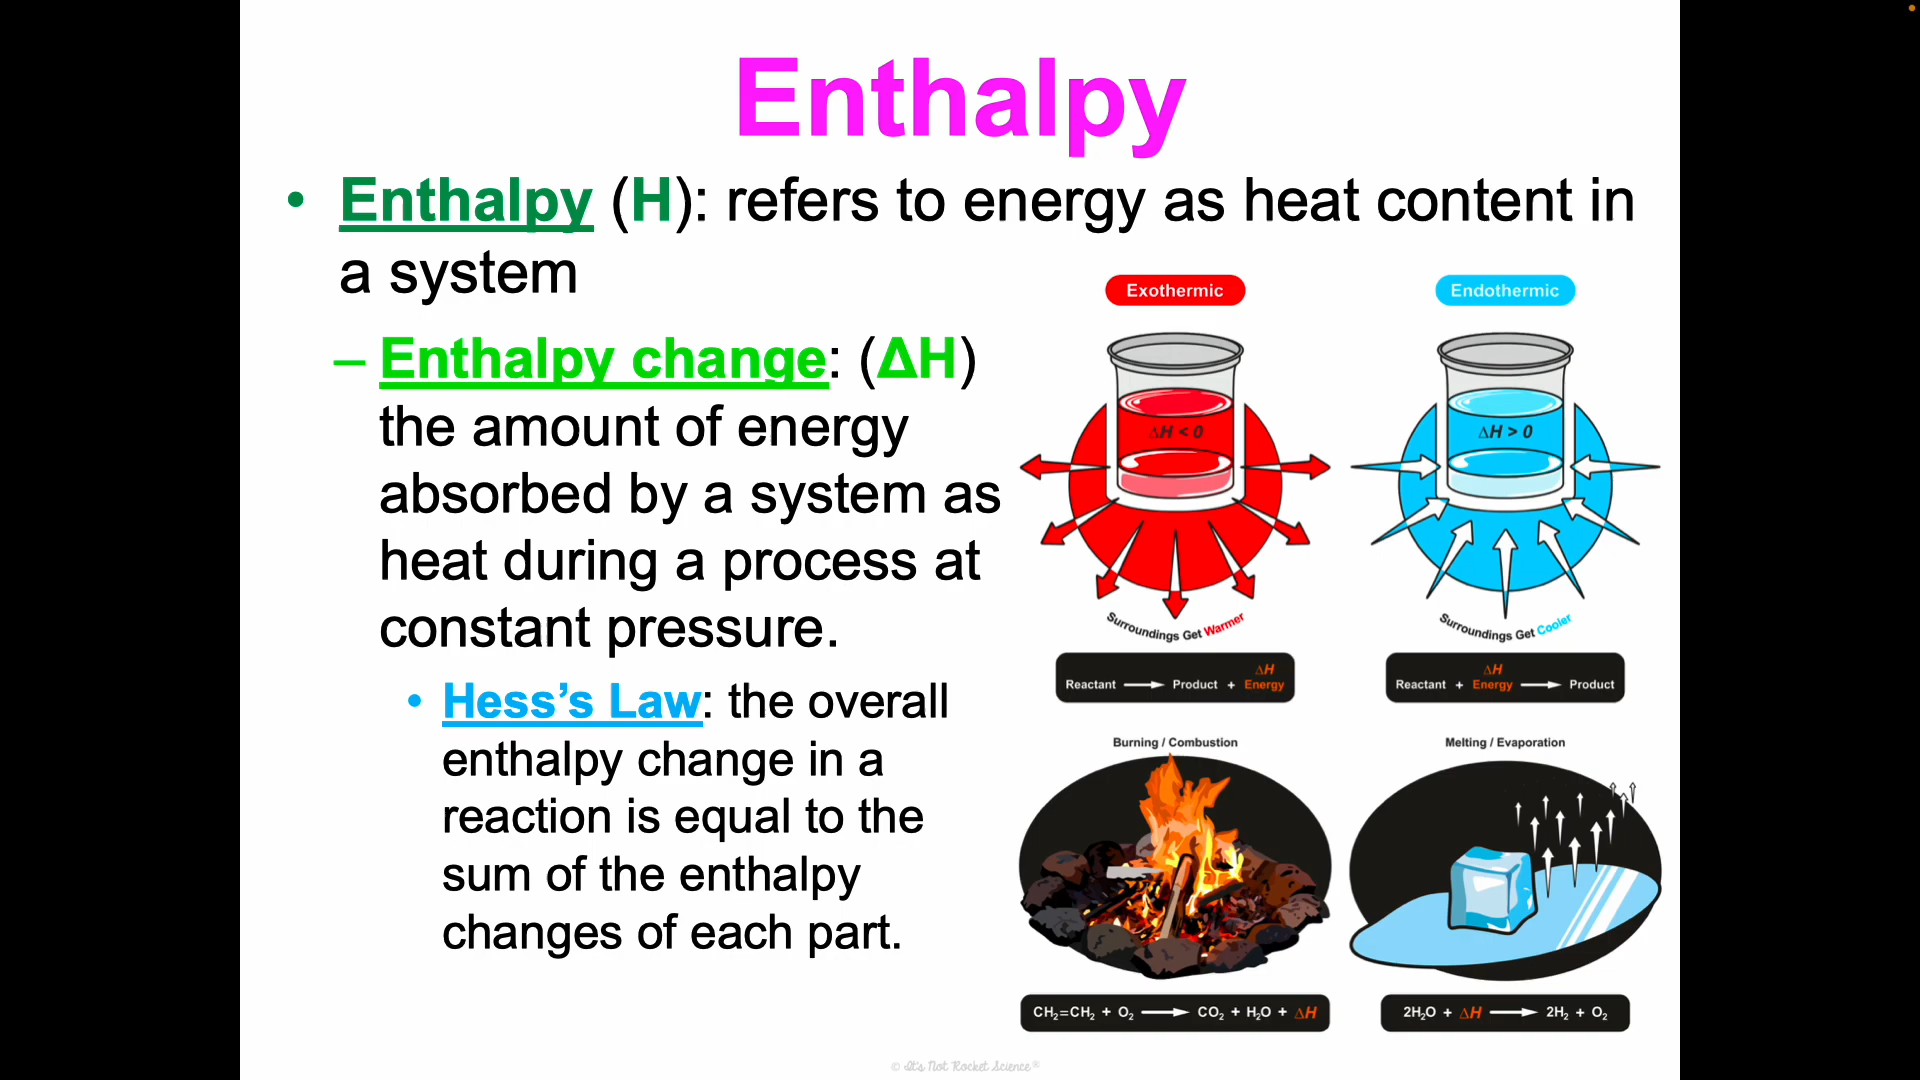 Enthalpy
• Enthalpy (H): refers to energy as heat content in
a system
– Enthalpy change: (ΔH)
the amount of energy
absorbed by a system as
heat during a process at
constant pressure.
• Hess’s Law: the overall
enthalpy change in a
reaction is equal to the
sum of the enthalpy
changes of each part.
Exothermic
ΔH < 0
Surroundings Get Warmer
ΔH
Reactant ⟶ Product + Energy
Burning / Combustion
CH₂=CH₂ + O₂ ⟶ CO₂ + H₂O + ΔH
Endothermic
ΔH > 0
Surroundings Get Cooler
ΔH
Reactant + Energy ⟶ Product
Melting / Evaporation
2H₂O + ΔH ⟶ 2H₂ + O₂
© It's Not Rocket Science®